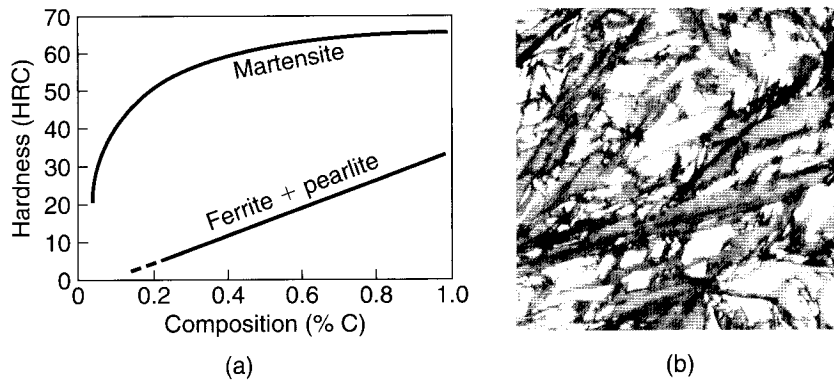 70
60
50
40
30
20
10
0
Hardness (HRC)
Martensite
Ferrite + pearlite
0 0.2 0.4 0.6 0.8 1.0
Composition (% C)
(a)
(b)